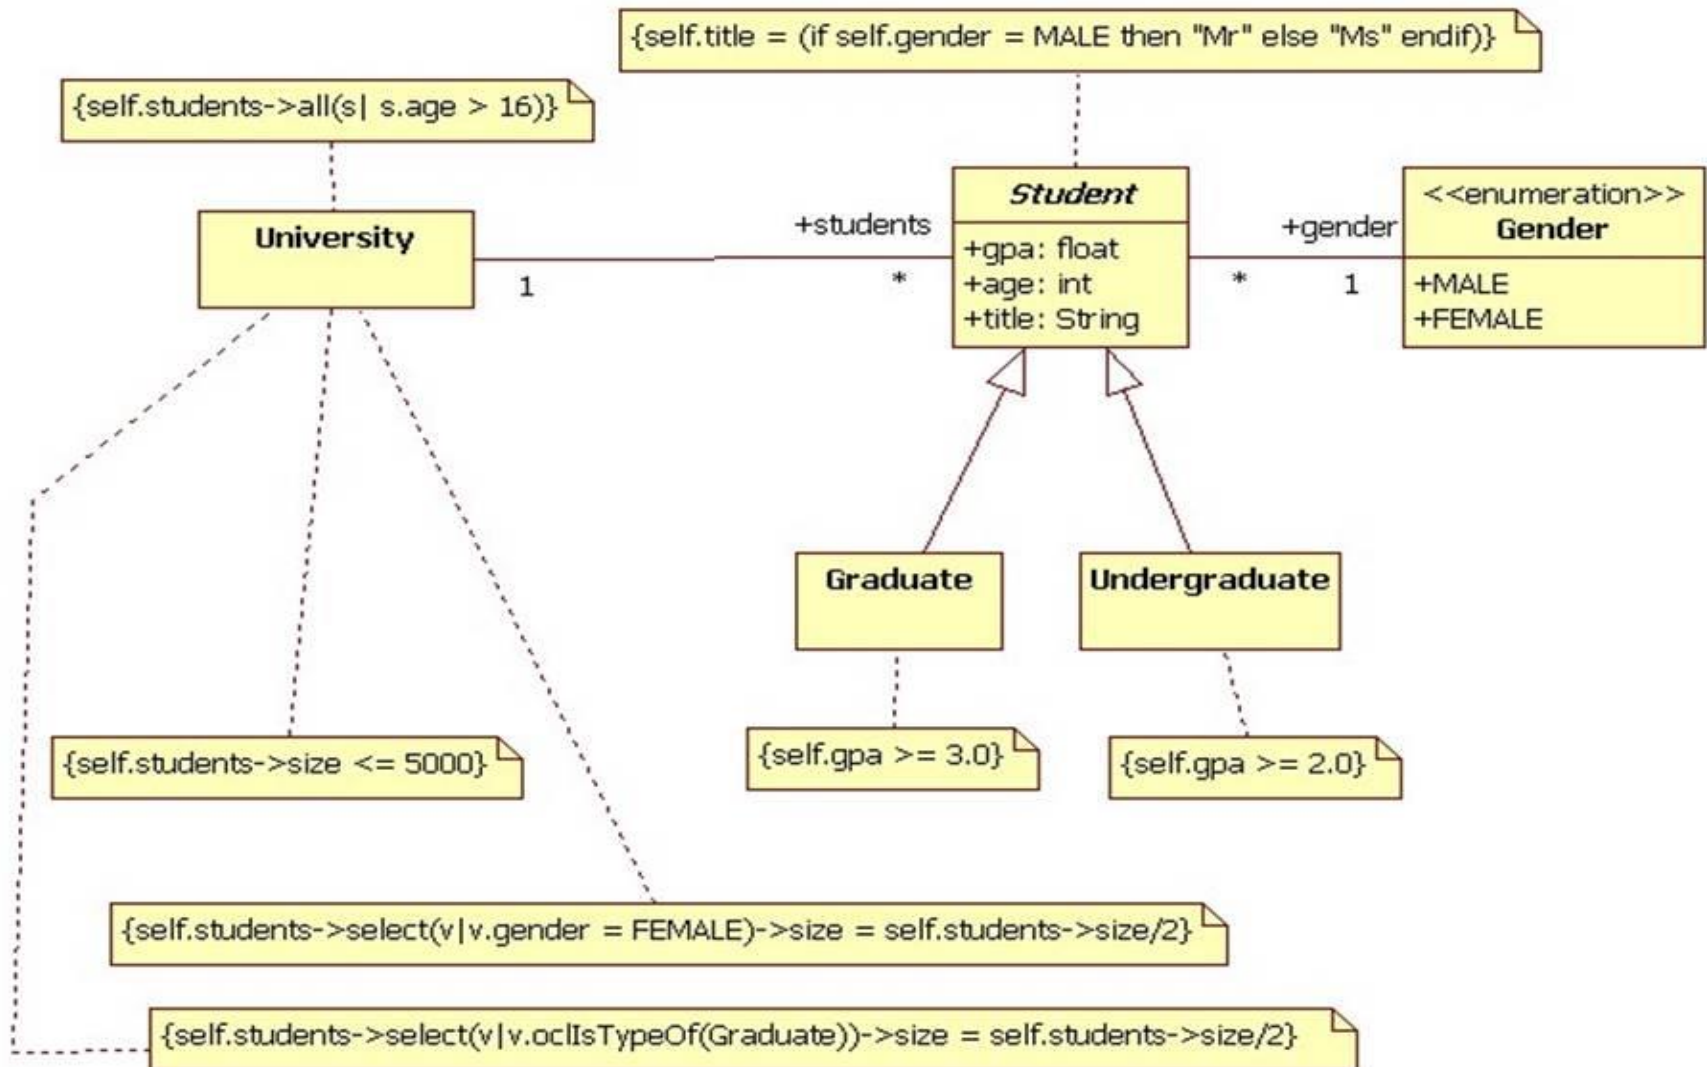 {self.title = (if self.gender = MALE then "Mr" else "Ms" endif)}
{self.students->all(s| s.age > 16)}
University
1
+students
*
Student
+gpa: float
+age: int
+title: String
*
+gender
1
<<enumeration>>
Gender
+MALE
+FEMALE
Graduate
Undergraduate
{self.students->size <= 5000}
{self.gpa >= 3.0}
{self.gpa >= 2.0}
{self.students->select(v|v.gender = FEMALE)->size = self.students->size/2}
{self.students->select(v|v.oclIsTypeOf(Graduate))->size = self.students->size/2}